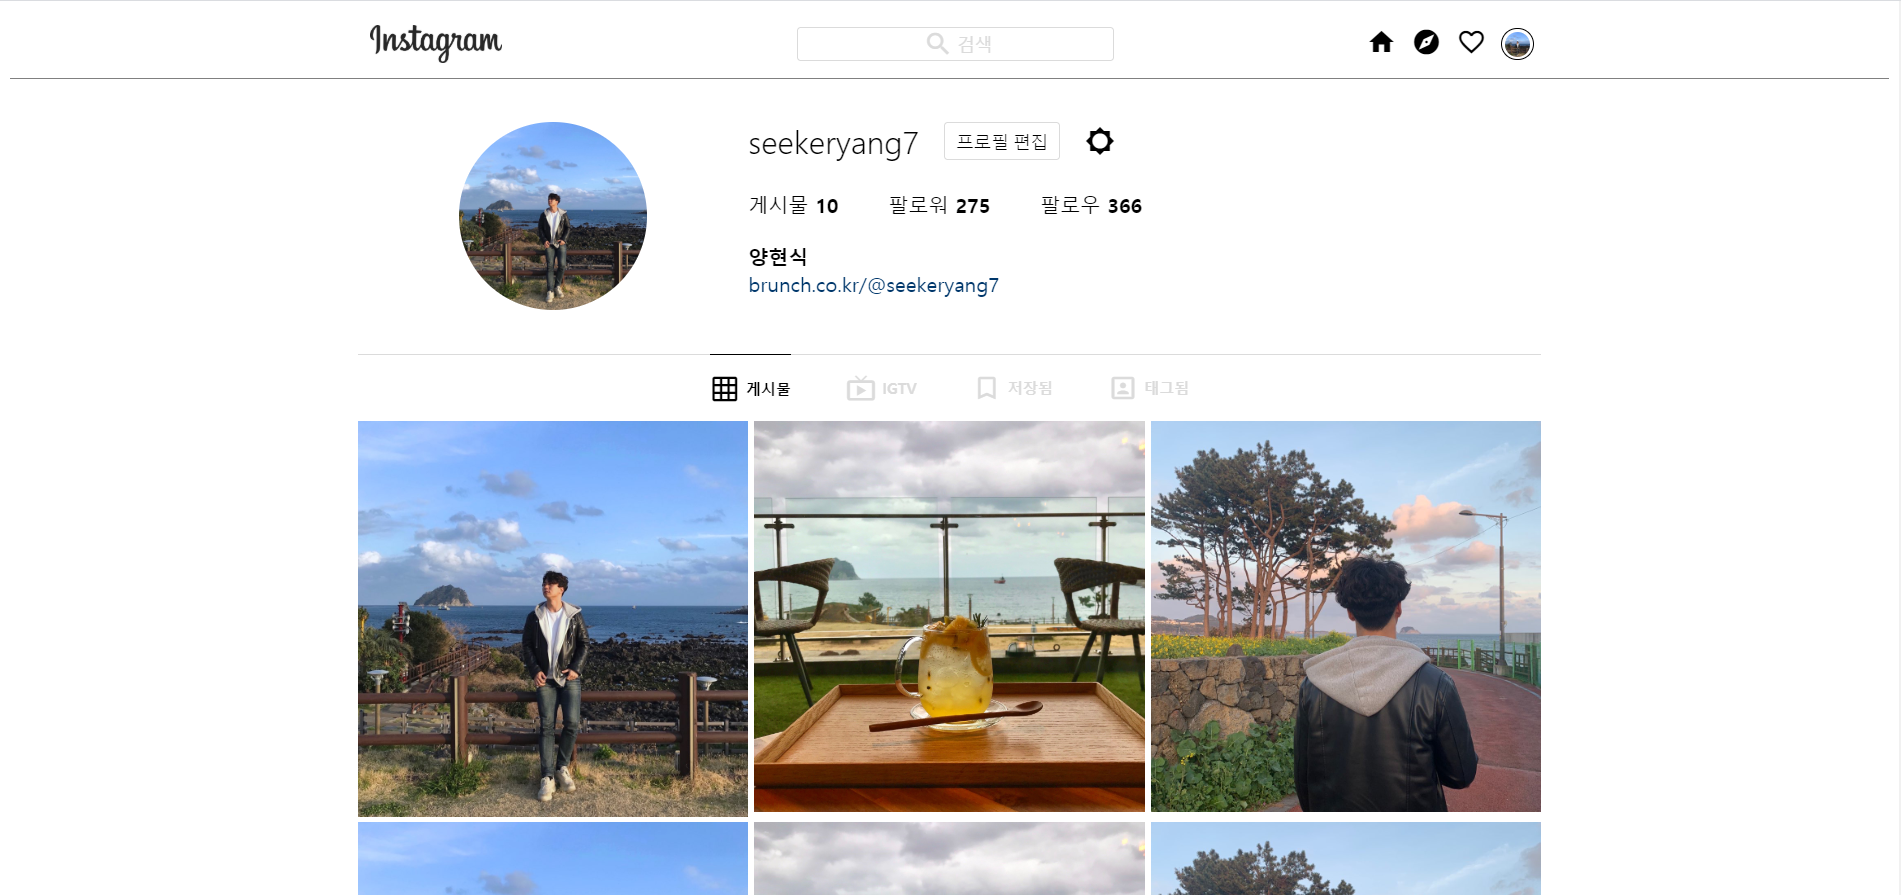 Instagram
검색
seekeryang7 프로필 편집
게시물 10 팔로워 275 팔로우 366
양현식
brunch.co.kr/@seekeryang7
게시물 IGTV 저장됨 태그됨